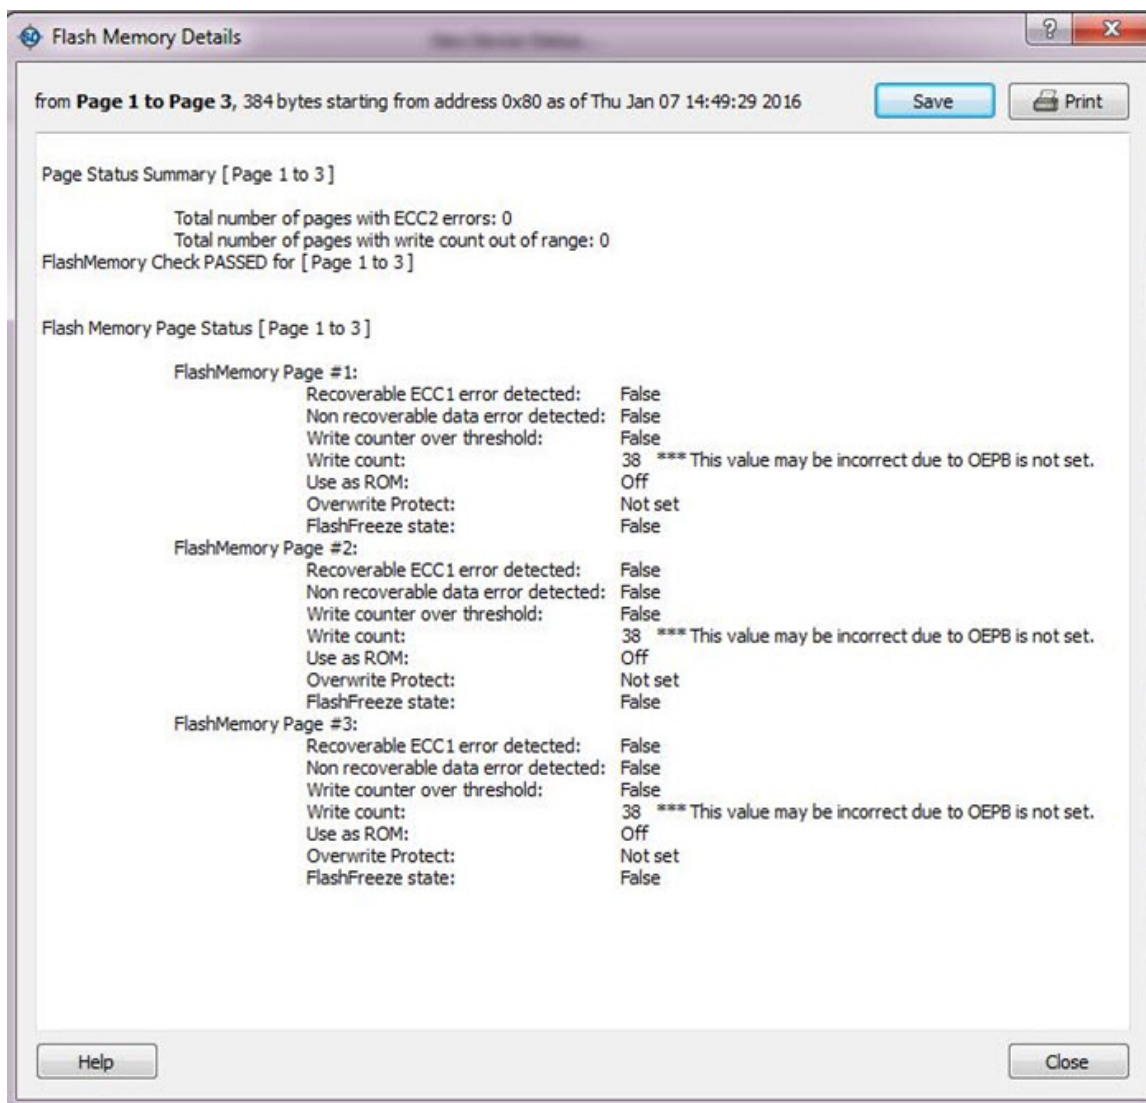 Flash Memory Details
from Page 1 to Page 3, 384 bytes starting from address 0x80 as of Thu Jan 07 14:49:29 2016
Save
Print
Page Status Summary [ Page 1 to 3 ]
Total number of pages with ECC2 errors: 0
Total number of pages with write count out of range: 0
FlashMemory Check PASSED for [ Page 1 to 3 ]
Flash Memory Page Status [ Page 1 to 3 ]
FlashMemory Page #1:
Recoverable ECC1 error detected: False
Non recoverable data error detected: False
Write counter over threshold: False
Write count: 38 *** This value may be incorrect due to OEPB is not set.
Use as ROM: Off
Overwrite Protect: Not set
FlashFreeze state: False
FlashMemory Page #2:
Recoverable ECC1 error detected: False
Non recoverable data error detected: False
Write counter over threshold: False
Write count: 38 *** This value may be incorrect due to OEPB is not set.
Use as ROM: Off
Overwrite Protect: Not set
FlashFreeze state: False
FlashMemory Page #3:
Recoverable ECC1 error detected: False
Non recoverable data error detected: False
Write counter over threshold: False
Write count: 38 *** This value may be incorrect due to OEPB is not set.
Use as ROM: Off
Overwrite Protect: Not set
FlashFreeze state: False
Help
Close